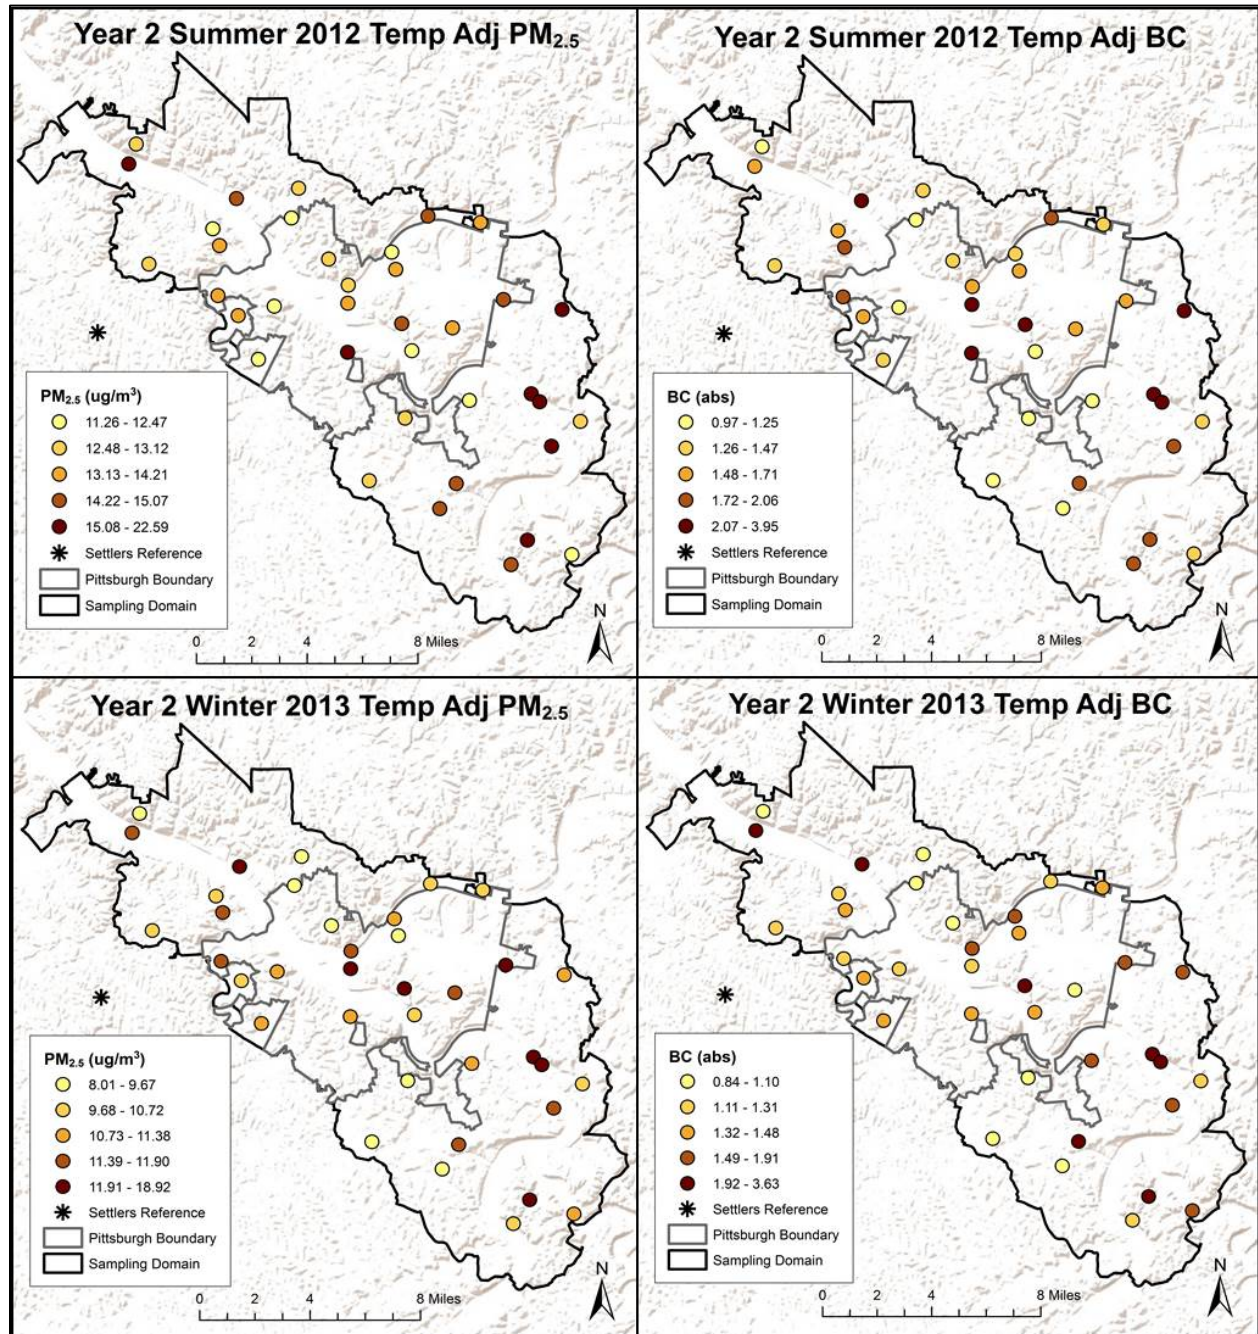 Year 2 Summer 2012 Temp Adj PM2.5
PM2.5 (ug/m3)
11.26 - 12.47
12.48 - 13.12
13.13 - 14.21
14.22 - 15.07
15.08 - 22.59
Settlers Reference
Pittsburgh Boundary
Sampling Domain
0 2 4 8 Miles
N
Year 2 Summer 2012 Temp Adj BC
BC (abs)
0.97 - 1.25
1.26 - 1.47
1.48 - 1.71
1.72 - 2.06
2.07 - 3.95
Settlers Reference
Pittsburgh Boundary
Sampling Domain
0 2 4 8 Miles
N
Year 2 Winter 2013 Temp Adj PM2.5
PM2.5 (ug/m3)
8.01 - 9.67
9.68 - 10.72
10.73 - 11.38
11.39 - 11.90
11.91 - 18.92
Settlers Reference
Pittsburgh Boundary
Sampling Domain
0 2 4 8 Miles
N
Year 2 Winter 2013 Temp Adj BC
BC (abs)
0.84 - 1.10
1.11 - 1.31
1.32 - 1.48
1.49 - 1.91
1.92 - 3.63
Settlers Reference
Pittsburgh Boundary
Sampling Domain
0 2 4 8 Miles
N